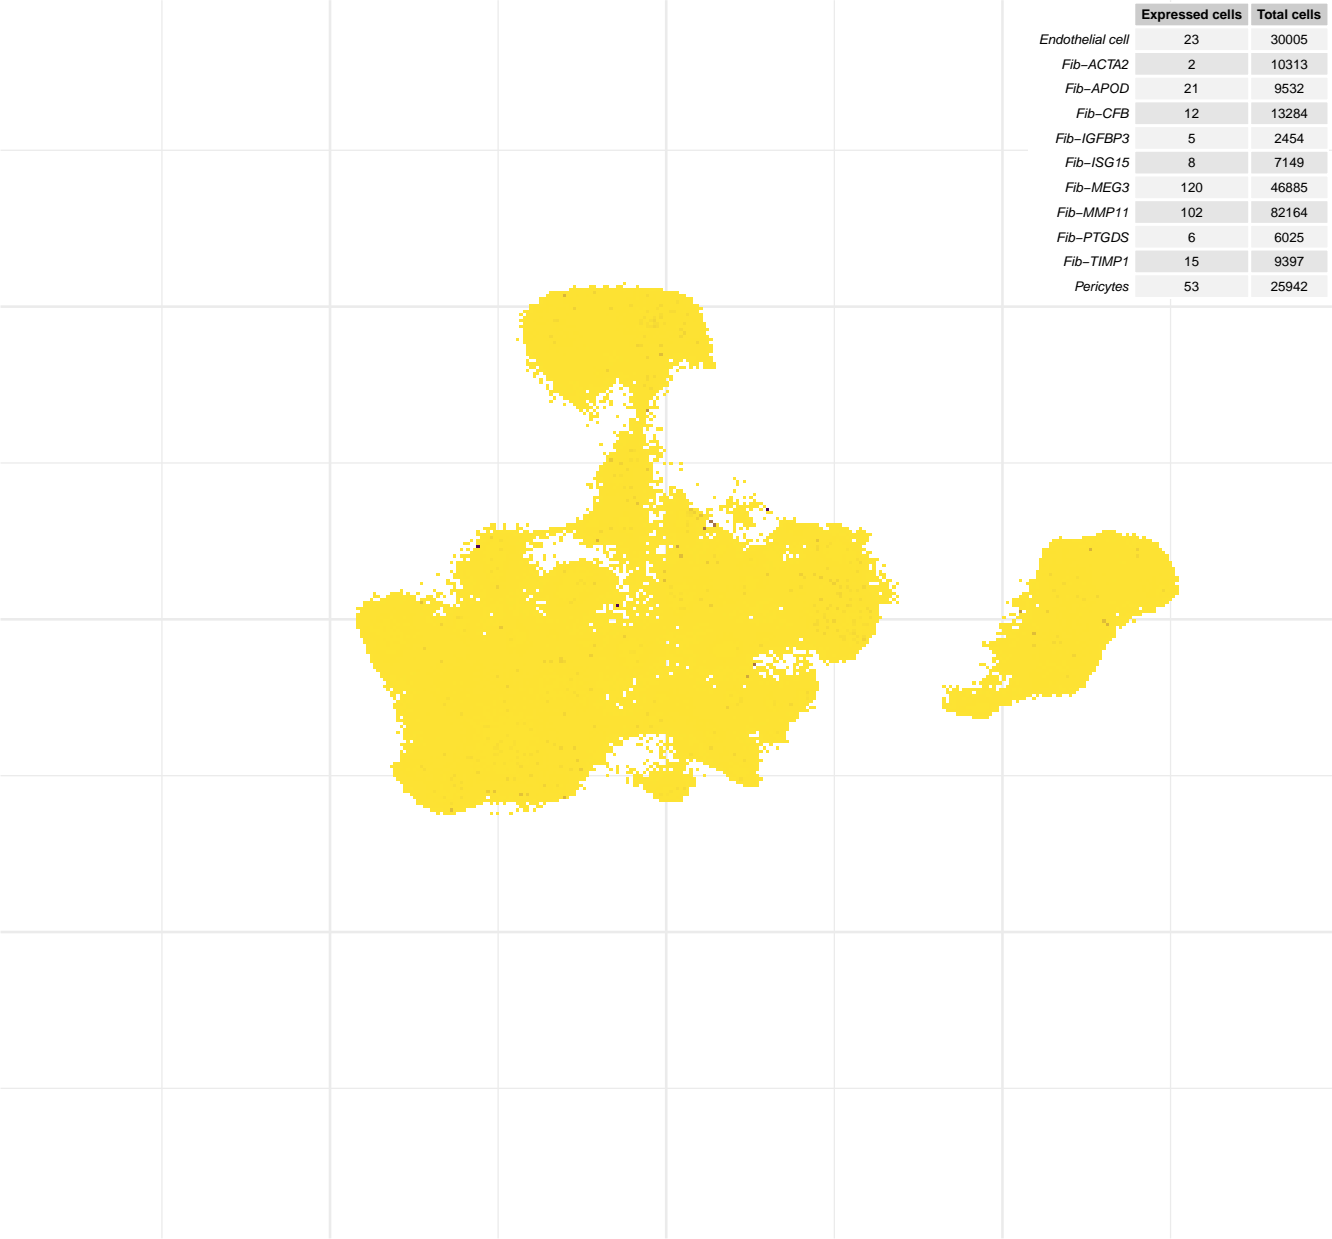 Expressed cells Total cells
Endothelial cell 23 30005
Fib−ACTA2 2 10313
Fib−APOD 21 9532
Fib−CFB 12 13284
Fib−IGFBP3 5 2454
Fib−ISG15 8 7149
Fib−MEG3 120 46885
Fib−MMP11 102 82164
Fib−PTGDS 6 6025
Fib−TIMP1 15 9397
Pericytes 53 25942